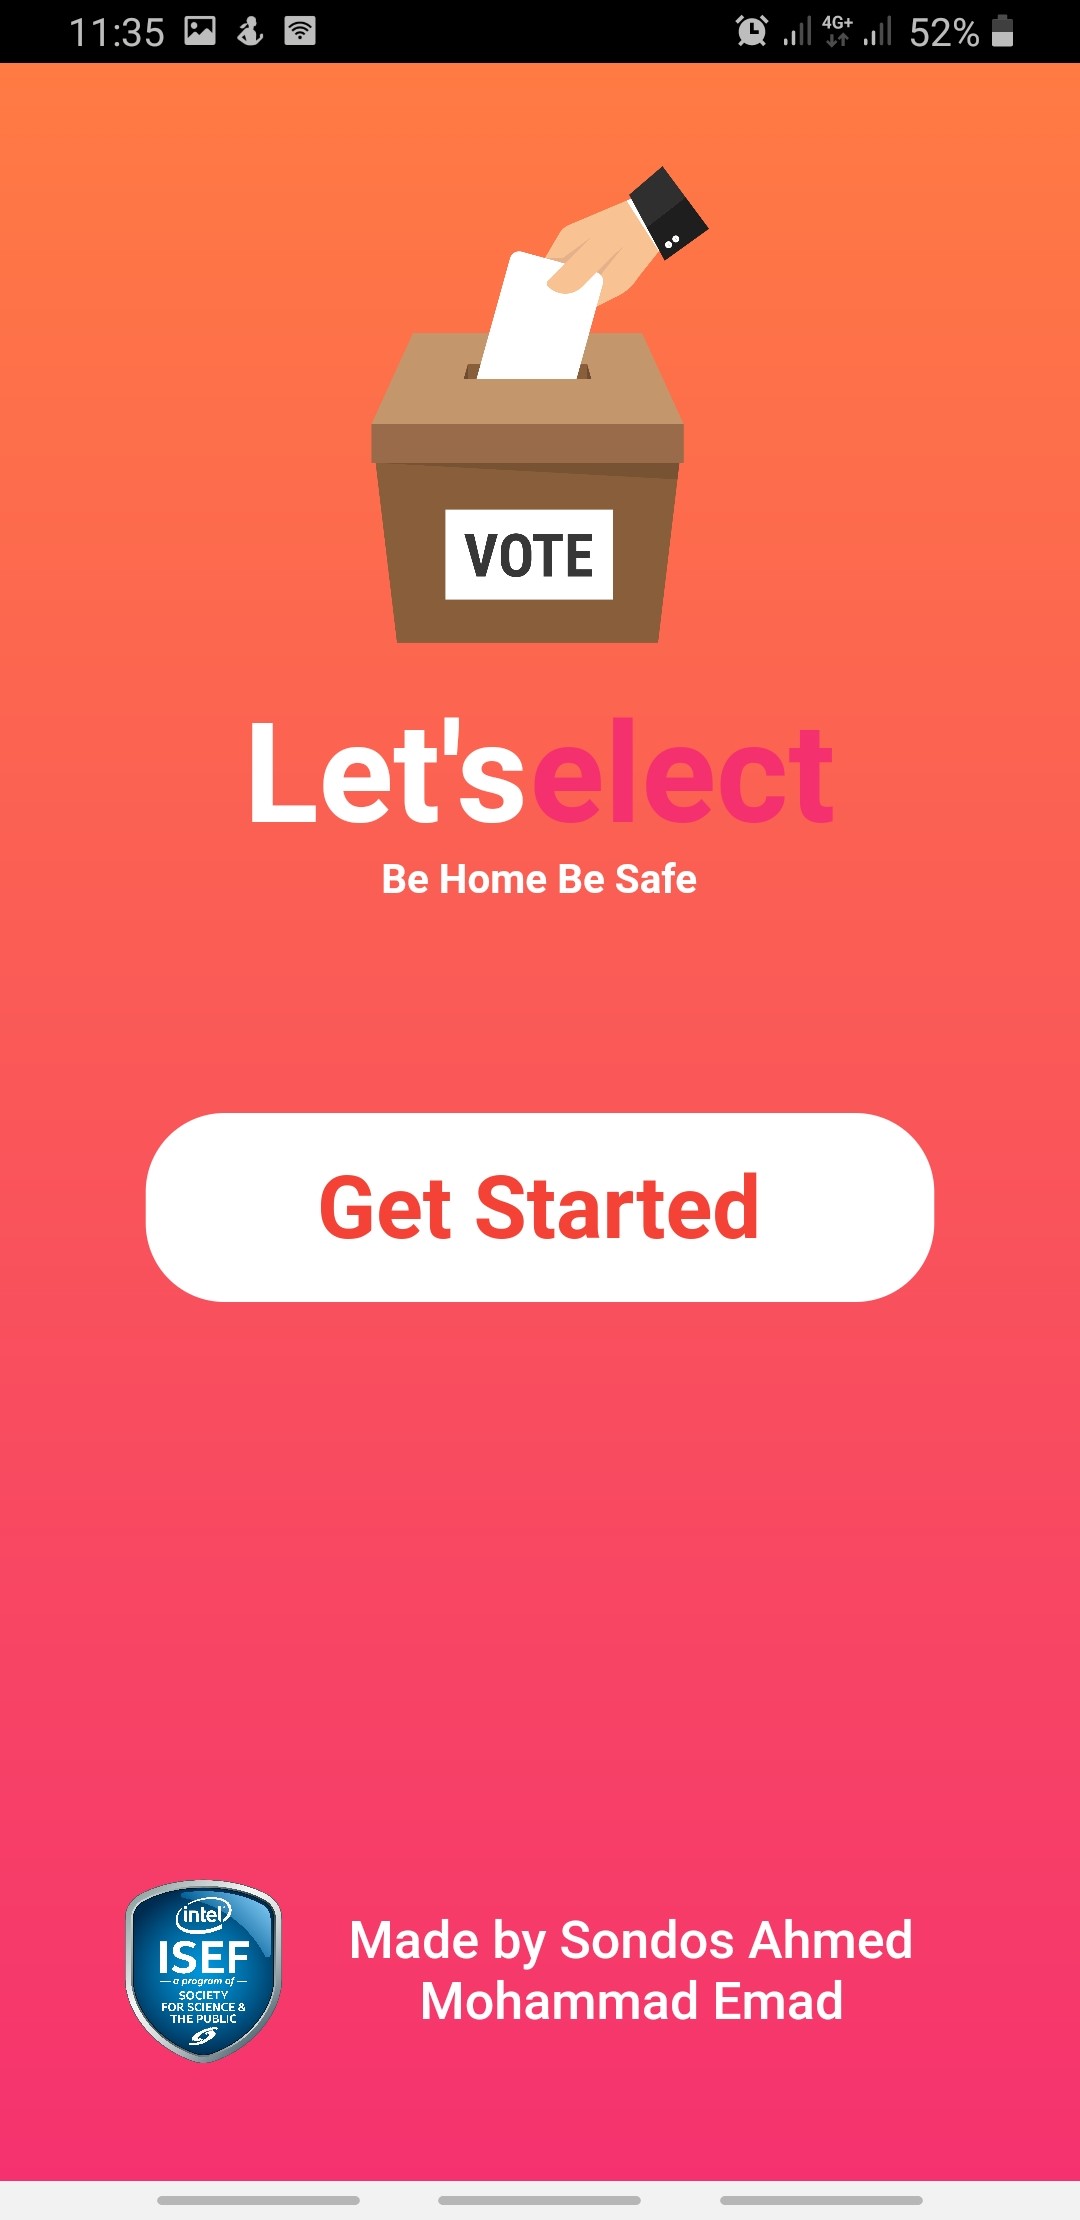 11:35
4G+
52%
VOTE
Let'select
Be Home Be Safe
Get Started
intel
ISEF
a program of
SOCIETY
FOR SCIENCE &
THE PUBLIC
Made by Sondos Ahmed
Mohammad Emad